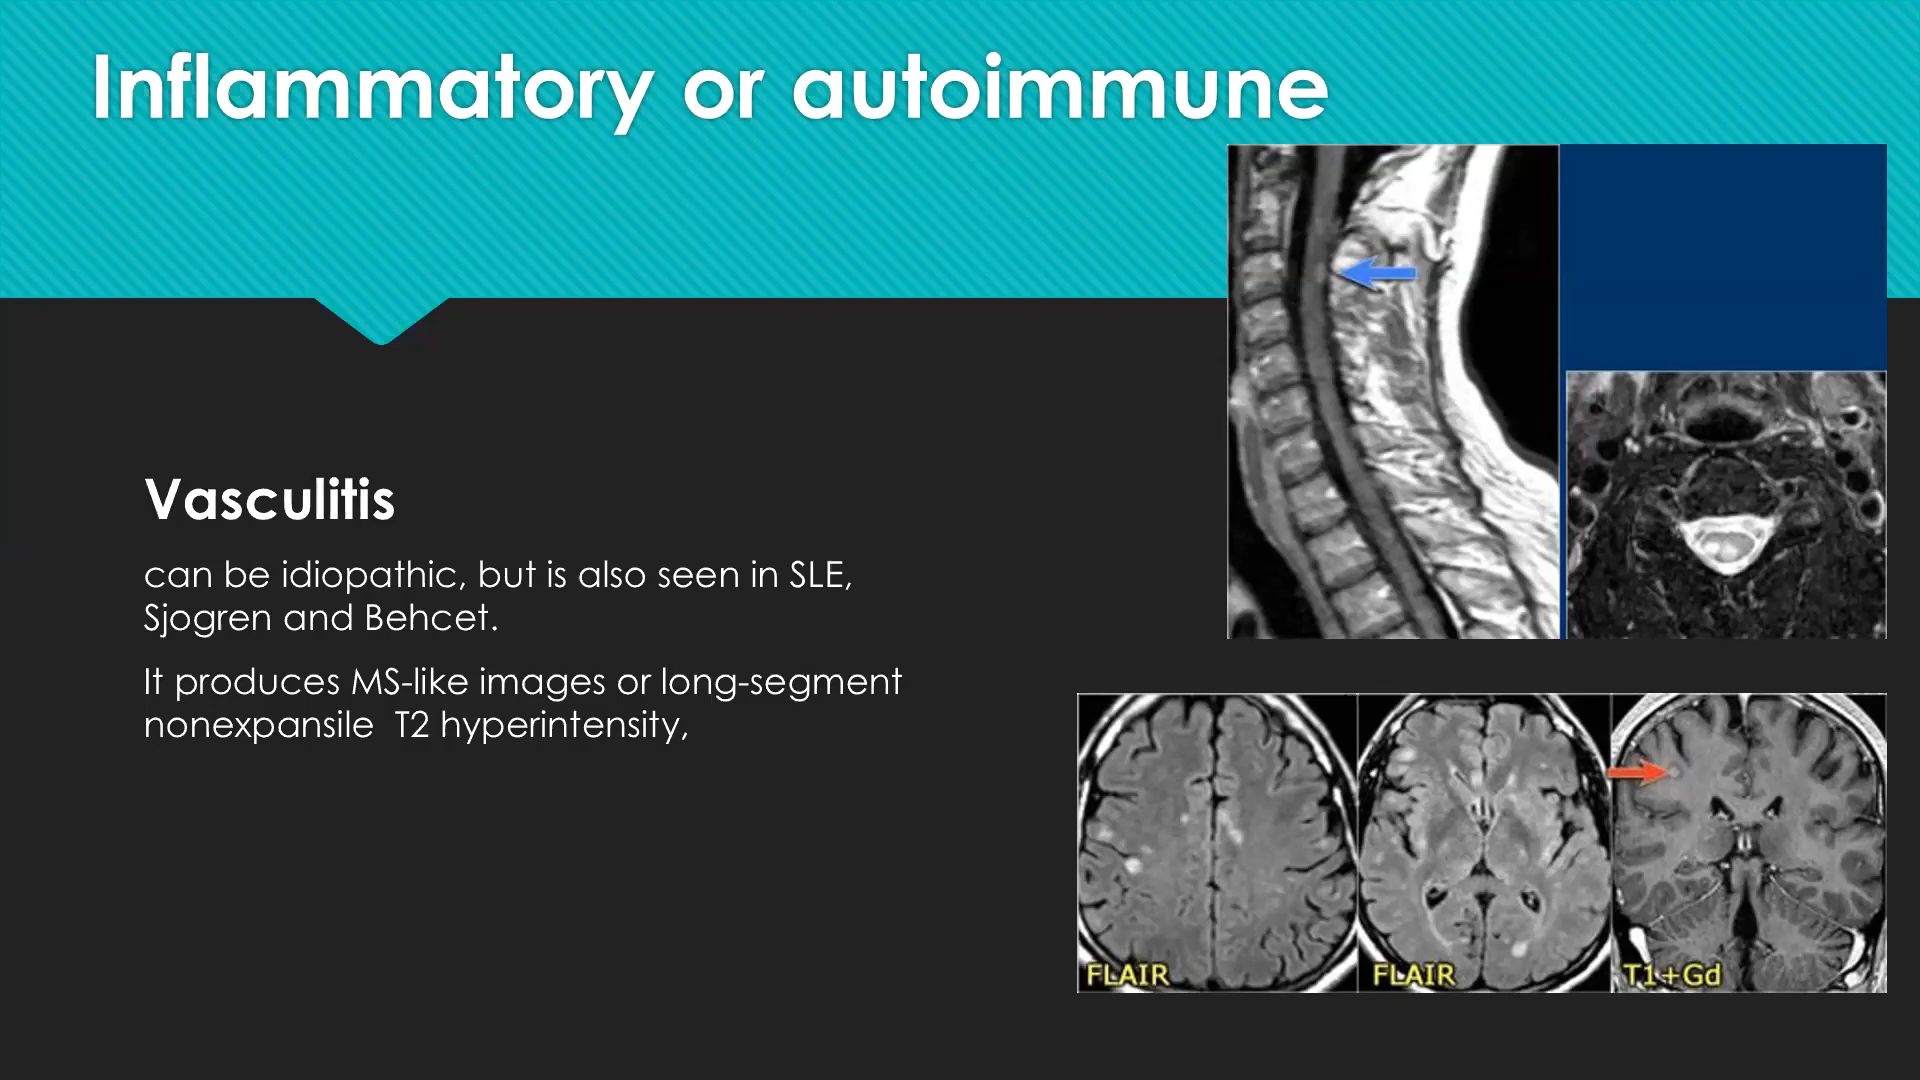 Inflammatory or autoimmune
Vasculitis
can be idiopathic, but is also seen in SLE,
Sjogren and Behcet.
It produces MS-like images or long-segment
nonexpansile  T2 hyperintensity,
FLAIR
FLAIR
T1+Gd